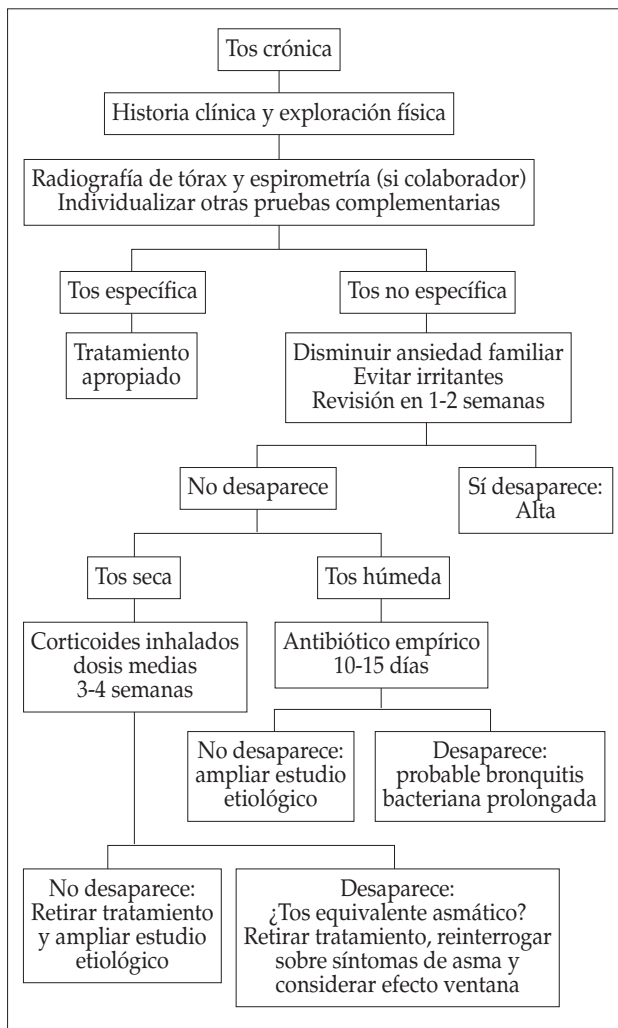 Tos crónica
Historia clínica y exploración física
Radiografía de tórax y espirometría (si colaborador)
Individualizar otras pruebas complementarias
Tos específica
Tos no específica
Tratamiento
apropiado
Disminuir ansiedad familiar
Evitar irritantes
Revisión en 1-2 semanas
No desaparece
Sí desaparece:
Alta
Tos seca
Tos húmeda
Corticoides inhalados
dosis medias
3-4 semanas
Antibiótico empírico
10-15 días
No desaparece:
ampliar estudio
etiológico
Desaparece:
probable bronquitis
bacteriana prolongada
No desaparece:
Retirar tratamiento
y ampliar estudio
etiológico
Desaparece:
¿Tos equivalente asmático?
Retirar tratamiento, reinterrogar
sobre síntomas de asma y
considerar efecto ventana